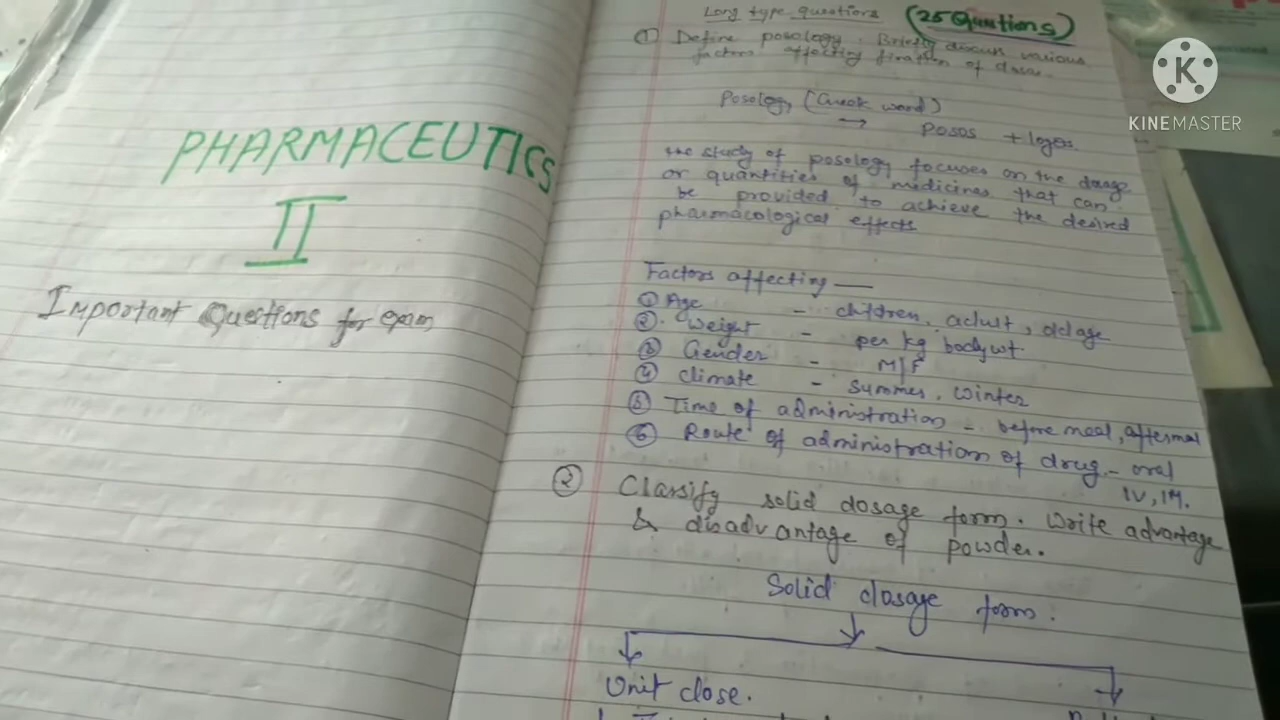 PHARMACEUTICS
II
Important Questions for exam
Long type questions (25 Questions)
① Define posology. Briefly discuss various
factors affecting of
Posology (Greek word)
→ Posos + logos
the study of posology focuses on the dosage
or quantities of medicines that can
be provided to achieve the desired
pharmacological effects
Factors affecting —
① Age - children, adult, old age
② Weight - per kg body wt
③ Gender - M/F
④ climate - summer, winter
⑤ Time of administration - before meal, after meal
⑥ Route of administration of drug - oral
IV, IM.
② Classify solid dosage form. Write advantage
& disadvantage of powder.
Solid dosage form.
Unit dose.
KINEMASTER